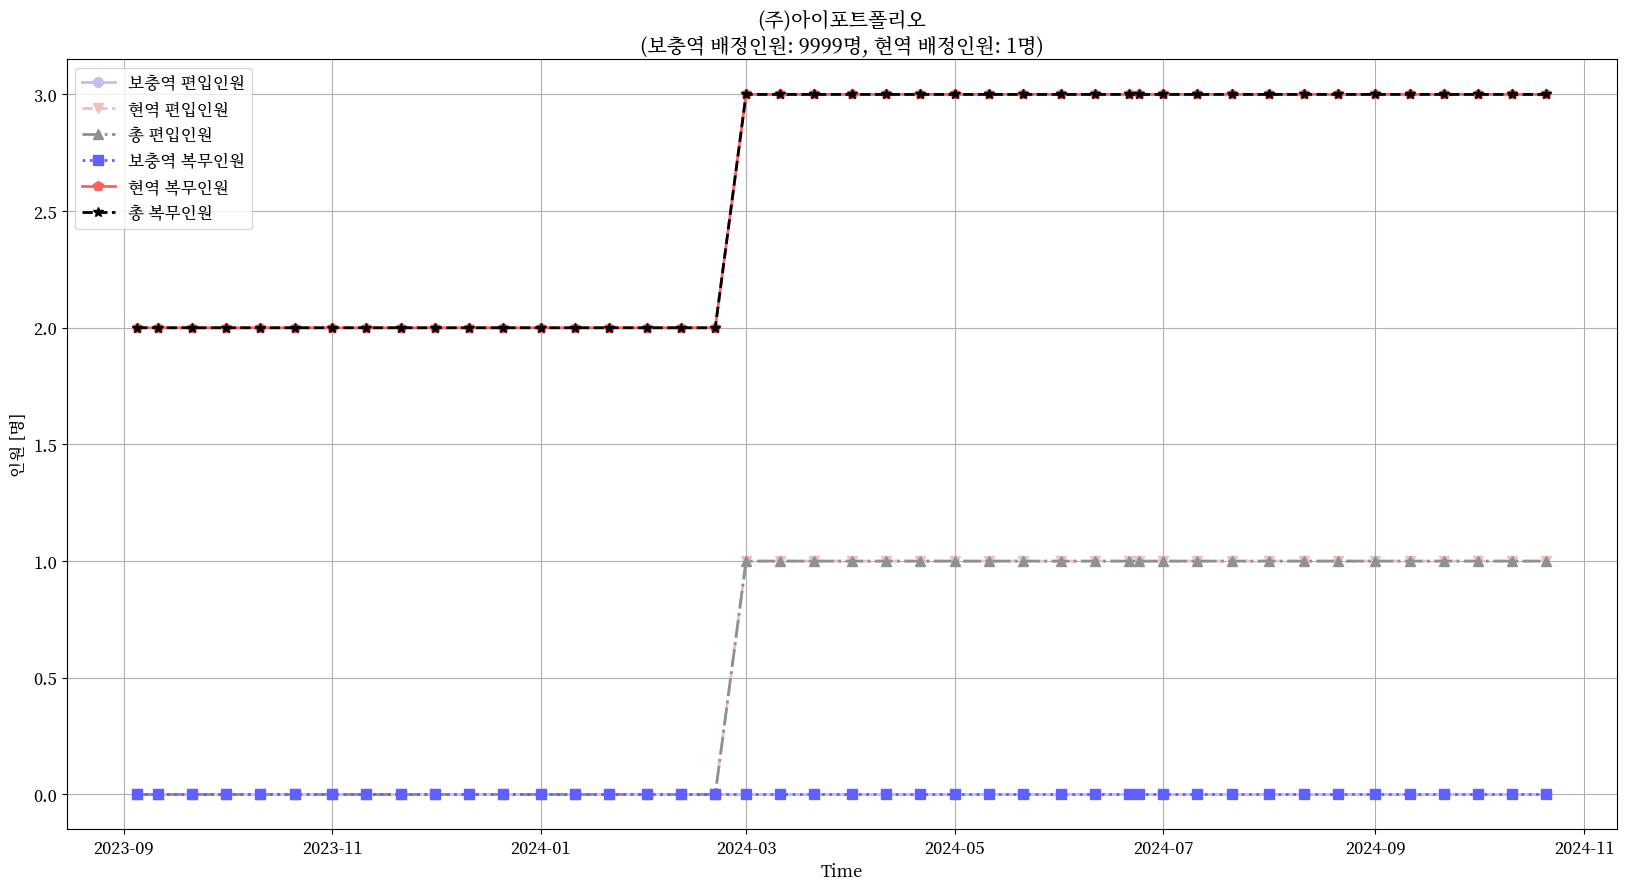 (주)아이포트폴리오
(보충역 배정인원: 9999명, 현역 배정인원: 1명)
보충역 편입인원
현역 편입인원
총 편입인원
보충역 복무인원
현역 복무인원
총 복무인원
3.0
2.5
2.0
1.5
1.0
0.5
0.0
인원 [명]
2023-09
2023-11
2024-01
2024-03
2024-05
2024-07
2024-09
2024-11
Time